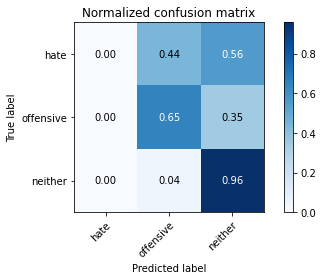 Normalized confusion matrix
True label
hate 0.00 0.44 0.56
offensive 0.00 0.65 0.35
neither 0.00 0.04 0.96
hate offensive neither
Predicted label
0.8
0.6
0.4
0.2
0.0